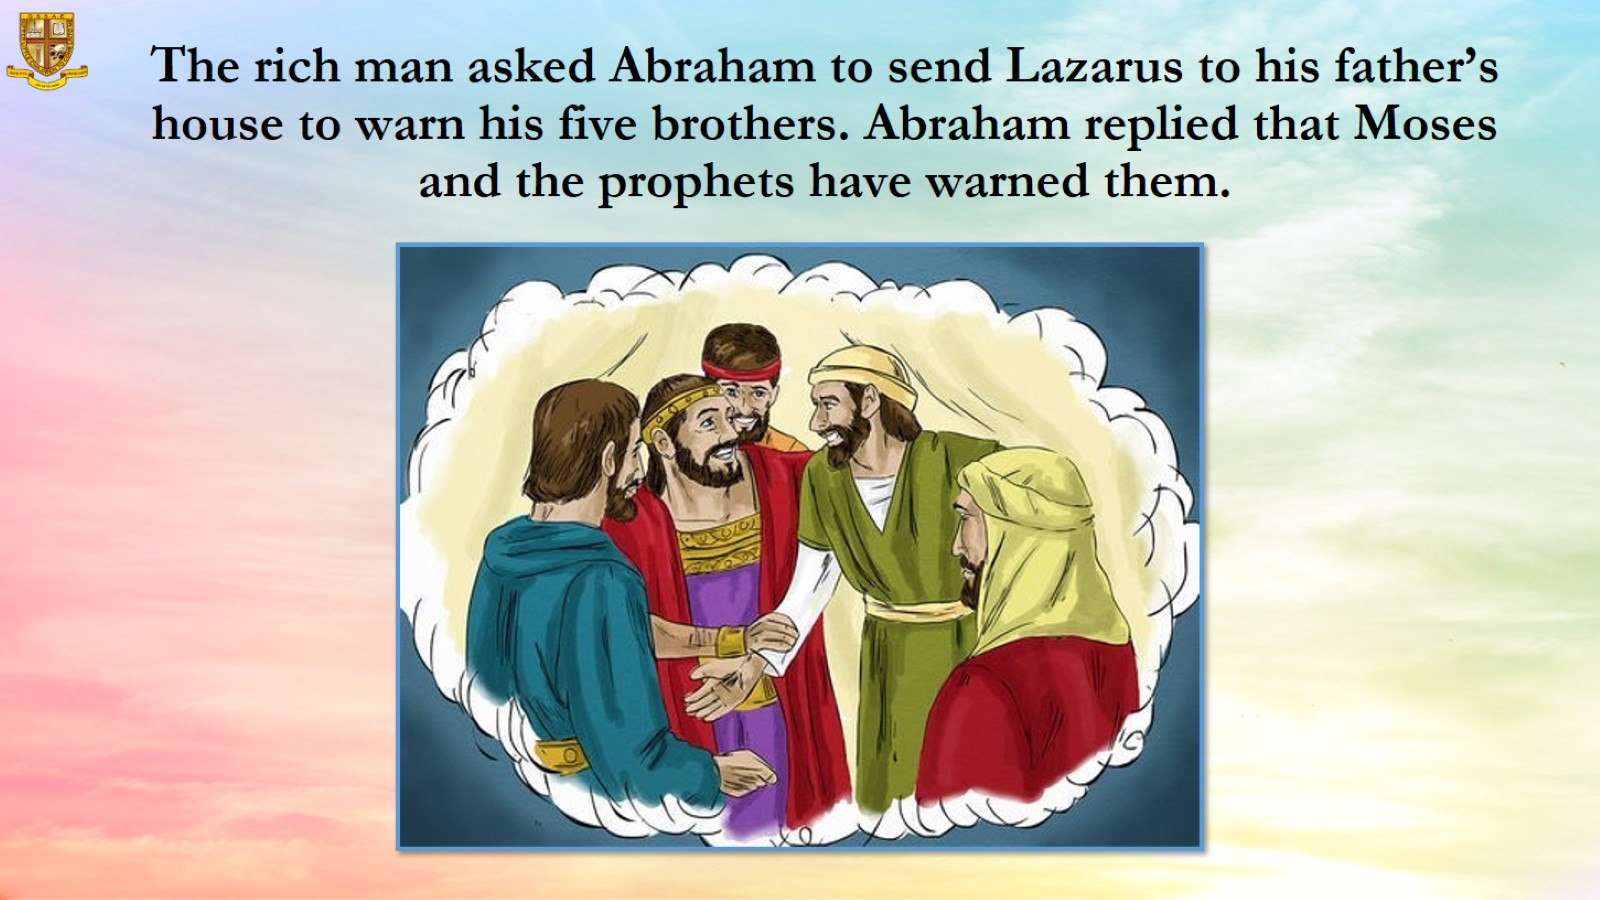 The rich man asked Abraham to send Lazarus to his father’s
house to warn his five brothers. Abraham replied that Moses
and the prophets have warned them.